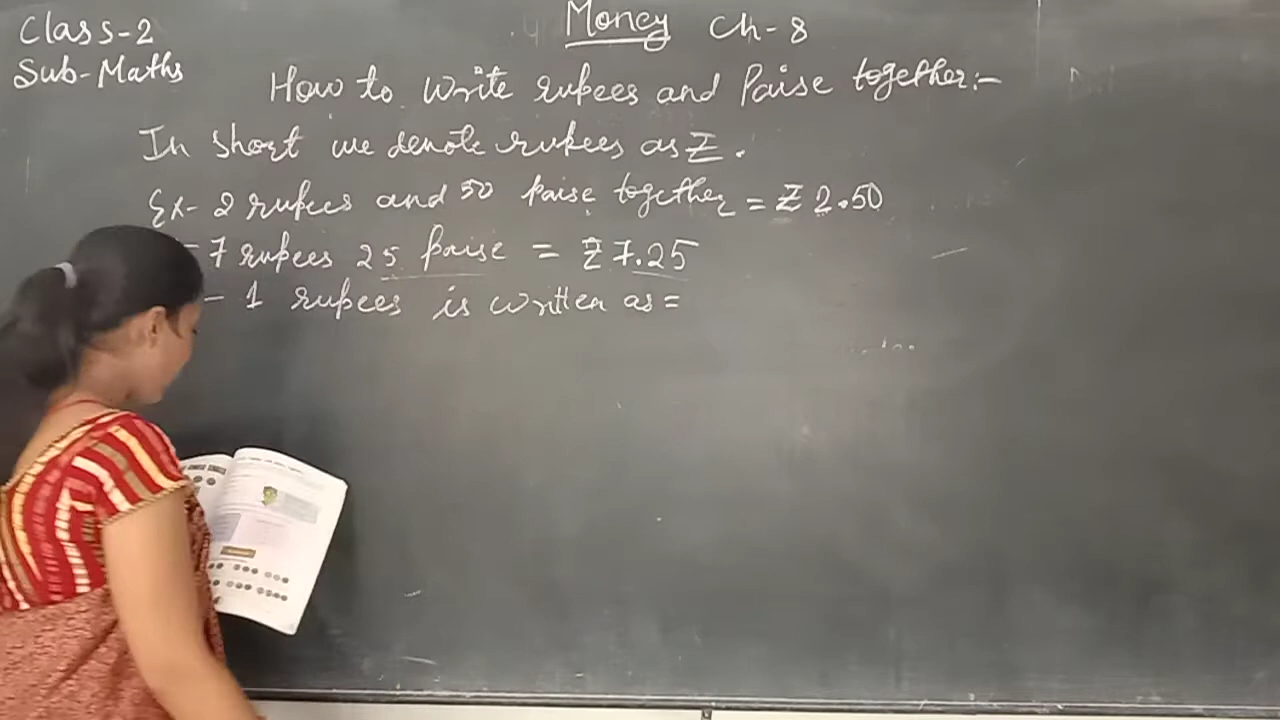 Class-2
Sub-Maths
Money Ch-8
How to write rupees and Paise together:-
In short we denote rupees as ₹.
Ex- 2 rupees and 50 paise together = ₹ 2.50
- 7 rupees 25 paise = ₹ 7.25
- 1 rupees is written as =